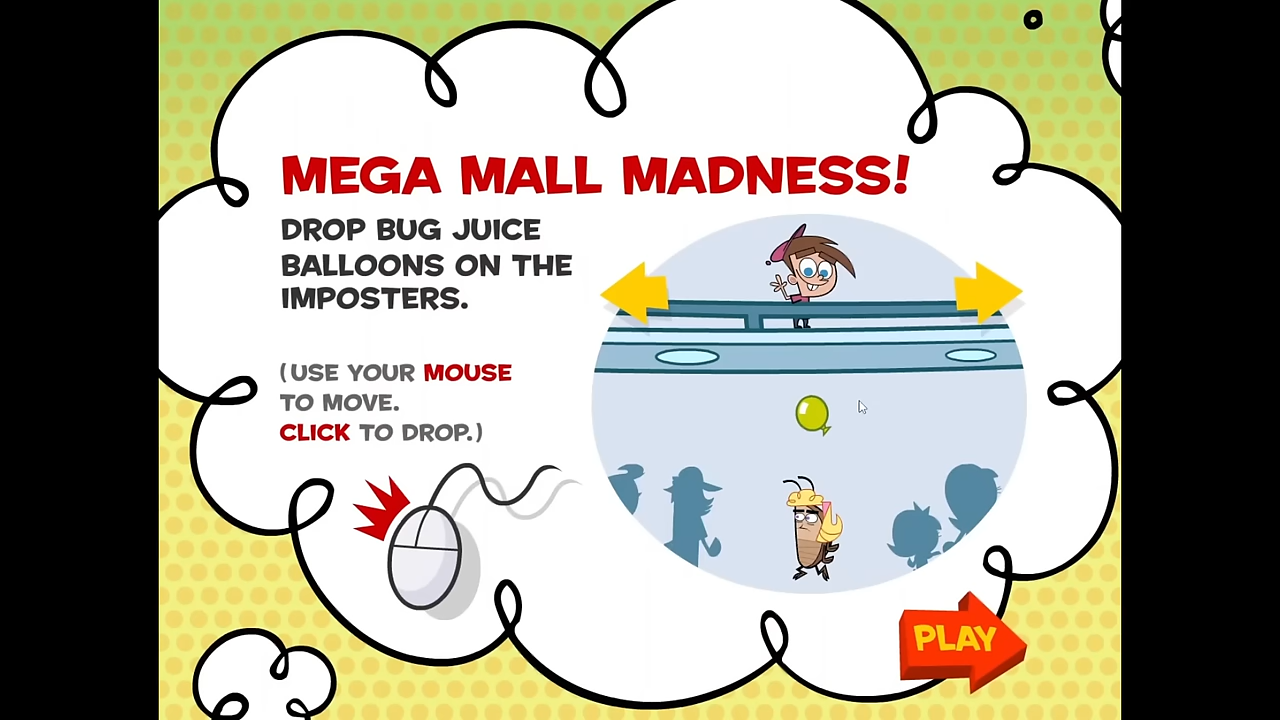 MEGA MALL MADNESS!
DROP BUG JUICE
BALLOONS ON THE
IMPOSTERS.
(USE YOUR MOUSE
TO MOVE.
CLICK TO DROP.)
PLAY